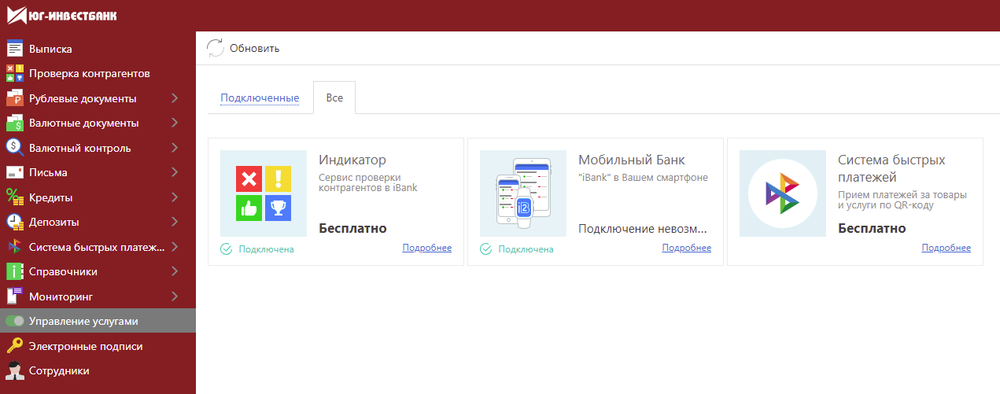 ЮГ-ИНВЕСТБАНК
Выписка
Проверка контрагентов
Рублевые документы
Валютные документы
Валютный контроль
Письма
Кредиты
Депозиты
Система быстрых платеж...
Справочники
Мониторинг
Управление услугами
Электронные подписи
Сотрудники
Обновить
Подключенные
Все
Индикатор
Сервис проверки
контрагентов в iBank
Бесплатно
Подключена
Подробнее
Мобильный Банк
"iBank" в Вашем смартфоне
i2
Подключение невозм...
Подключена
Подробнее
Система быстрых
платежей
Прием платежей за товары
и услуги по QR-коду
Бесплатно
Подробнее